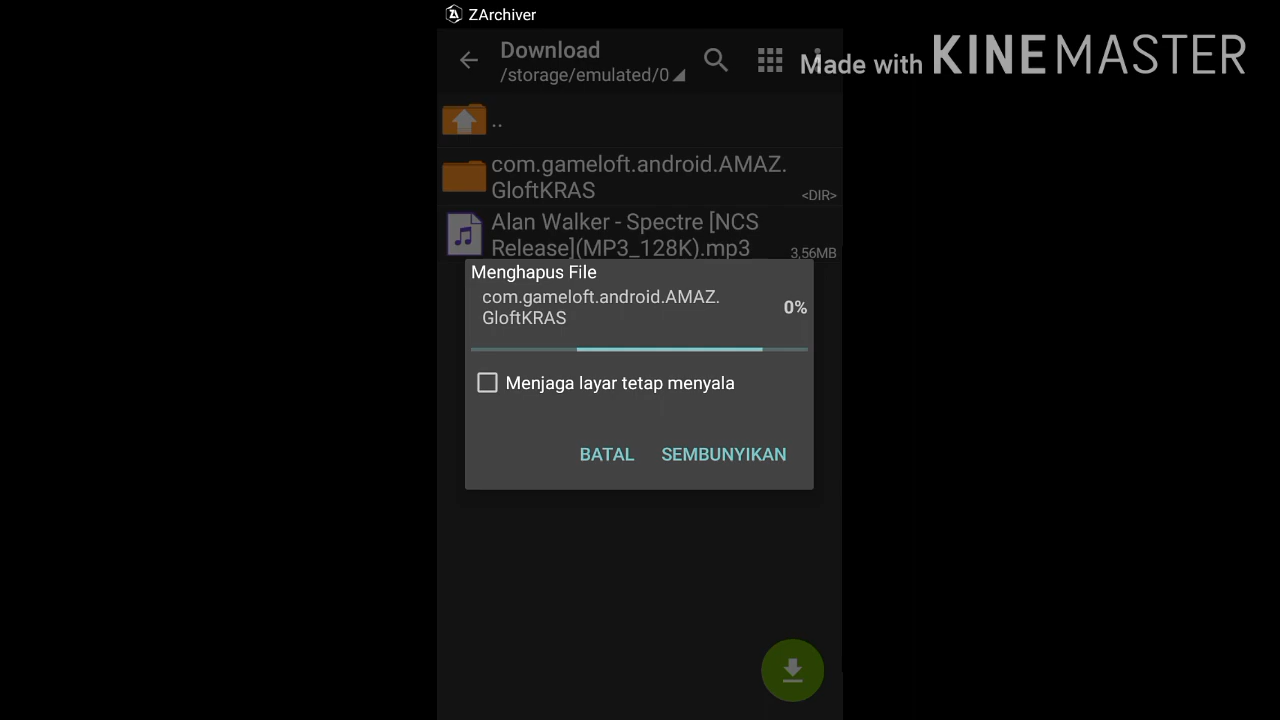 ZArchiver
Download
/storage/emulated/0
Made with KINEMASTER
..
com.gameloft.android.AMAZ.
GloftKRAS
<DIR>
Alan Walker - Spectre [NCS
Release](MP3_128K).mp3
3,56MB
Menghapus File
com.gameloft.android.AMAZ.
GloftKRAS
0%
Menjaga layar tetap menyala
BATAL SEMBUNYIKAN